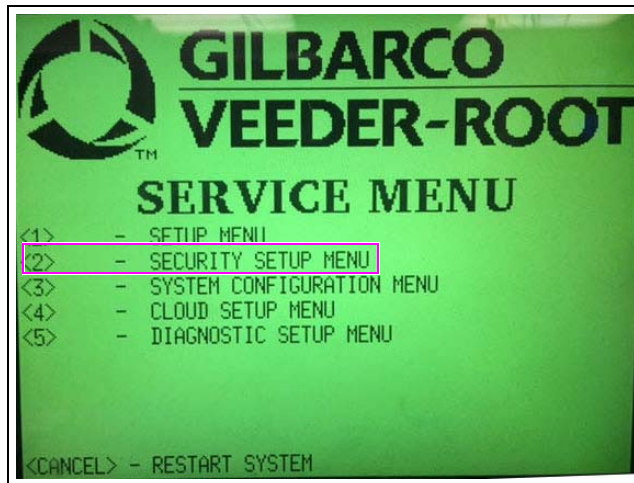 GILBARCO
VEEDER-ROOT
TM
SERVICE MENU
<1> - SETUP MENU
<2> - SECURITY SETUP MENU
<3> - SYSTEM CONFIGURATION MENU
<4> - CLOUD SETUP MENU
<5> - DIAGNOSTIC SETUP MENU
<CANCEL> - RESTART SYSTEM